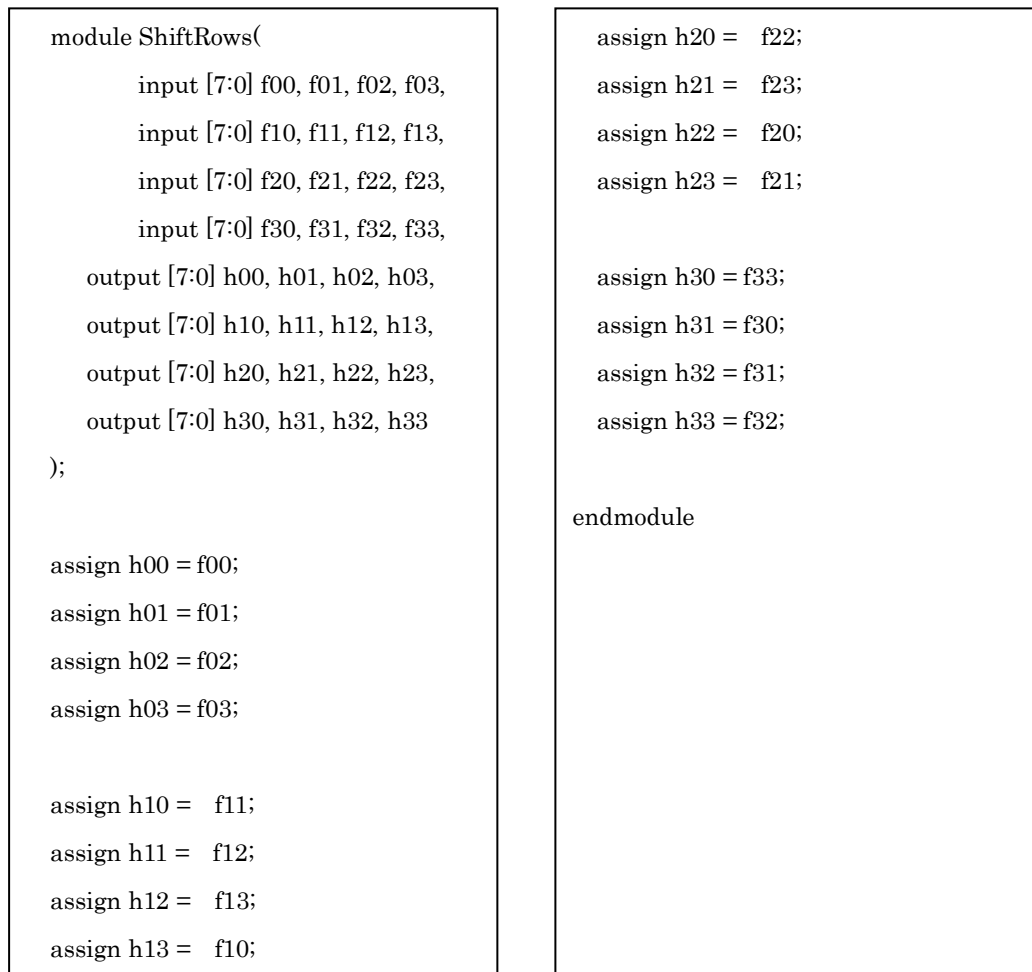 module ShiftRows(
input [7:0] f00, f01, f02, f03,
input [7:0] f10, f11, f12, f13,
input [7:0] f20, f21, f22, f23,
input [7:0] f30, f31, f32, f33,
output [7:0] h00, h01, h02, h03,
output [7:0] h10, h11, h12, h13,
output [7:0] h20, h21, h22, h23,
output [7:0] h30, h31, h32, h33
);
assign h00 = f00;
assign h01 = f01;
assign h02 = f02;
assign h03 = f03;
assign h10 = f11;
assign h11 = f12;
assign h12 = f13;
assign h13 = f10;
assign h20 = f22;
assign h21 = f23;
assign h22 = f20;
assign h23 = f21;
assign h30 = f33;
assign h31 = f30;
assign h32 = f31;
assign h33 = f32;
endmodule